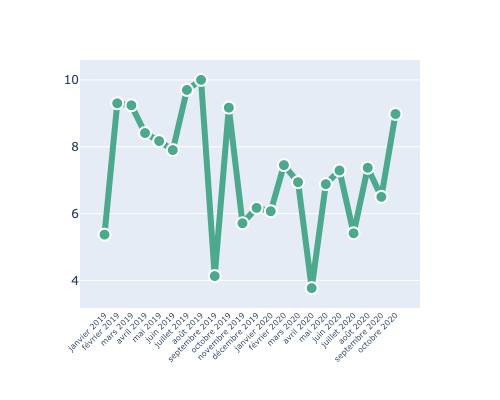 10
8
6
4
janvier 2019
février 2019
mars 2019
avril 2019
mai 2019
juin 2019
juillet 2019
août 2019
septembre 2019
octobre 2019
novembre 2019
décembre 2019
janvier 2020
février 2020
mars 2020
avril 2020
mai 2020
juin 2020
juillet 2020
août 2020
septembre 2020
octobre 2020